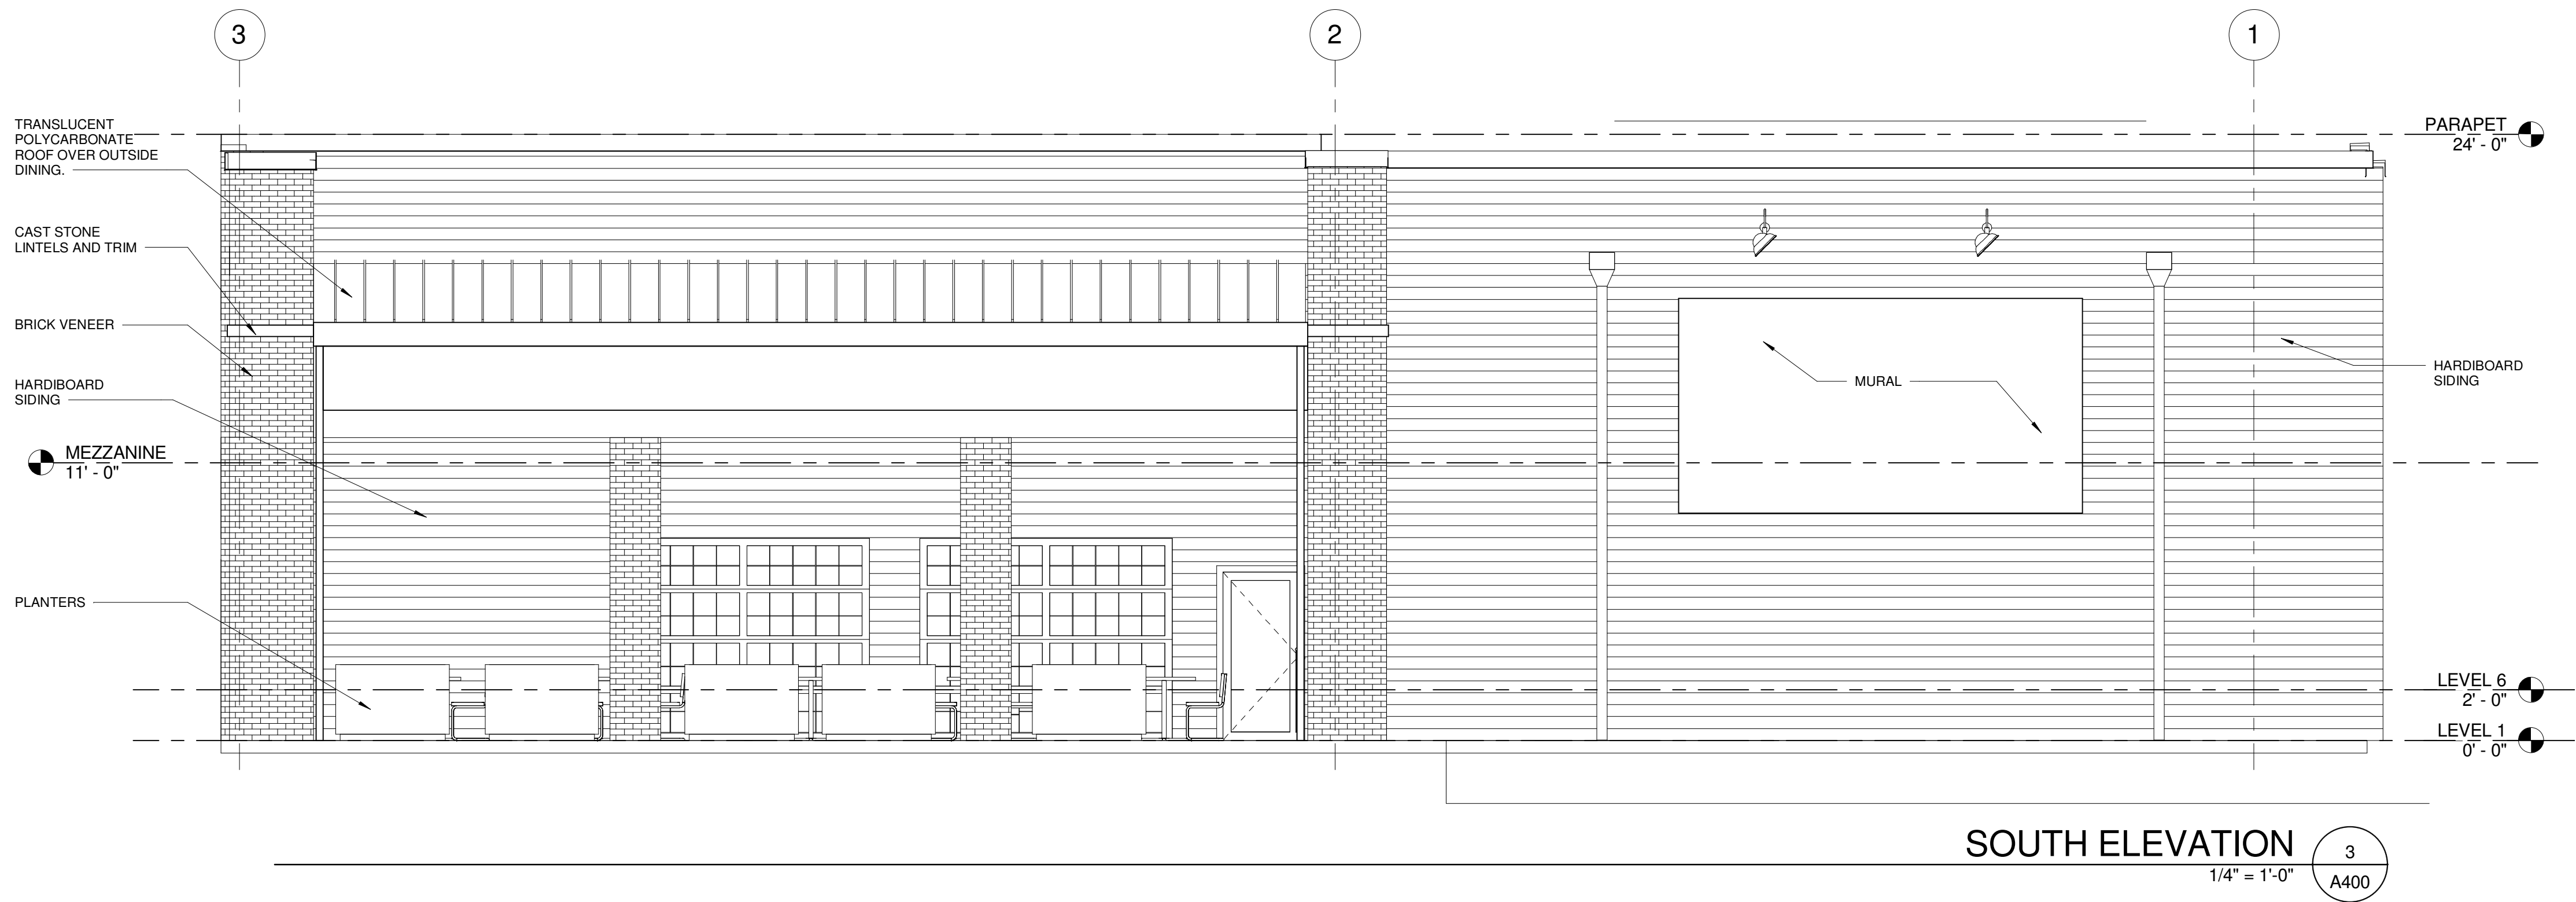 3
2
1
TRANSLUCENT
POLYCARBONATE
ROOF OVER OUTSIDE
DINING.
PARAPET
24' - 0"
CAST STONE
LINTELS AND TRIM
BRICK VENEER
HARDIBOARD
SIDING
MURAL
HARDIBOARD
SIDING
MEZZANINE
11' - 0"
PLANTERS
LEVEL 6
2' - 0"
LEVEL 1
0' - 0"
SOUTH ELEVATION
1/4" = 1'-0"
3
A400